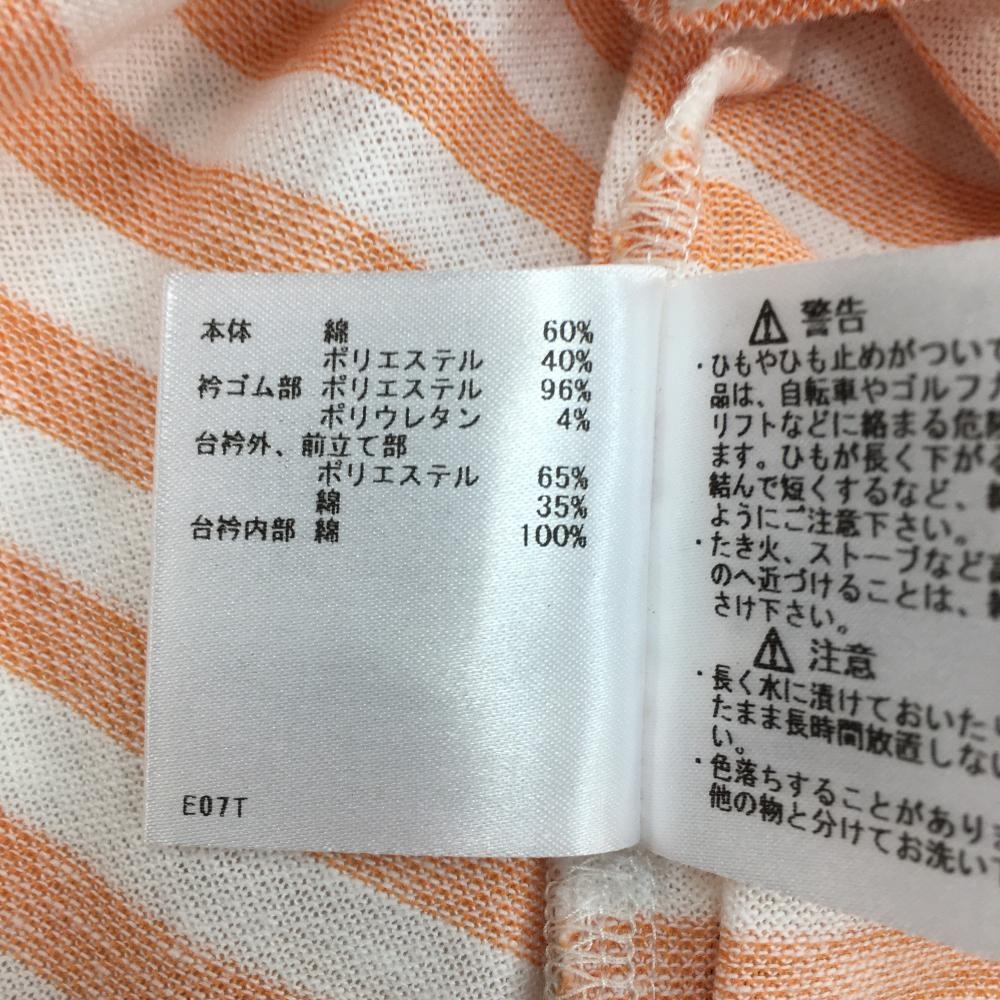 本体 綿 60%
ポリエステル 40%
衿ゴム部 ポリエステル 96%
ポリウレタン 4%
台衿外、前立て部
ポリエステル 65%
綿 35%
台衿内部 綿 100%
E07T
⚠ 警告
・ひもやひも止めがついて
品は、自転車やゴルフカ
リフトなどに絡まる危険
ます。ひもが長く下がる
結んで短くするなど、
ようにご注意下さい。
・たき火、ストーブなど高
のへ近づけることは、
さけ下さい。
⚠ 注意
・長く水に漬けておいたり
たまま長時間放置しない
い。
・色落ちすることがありま
他の物と分けてお洗い下